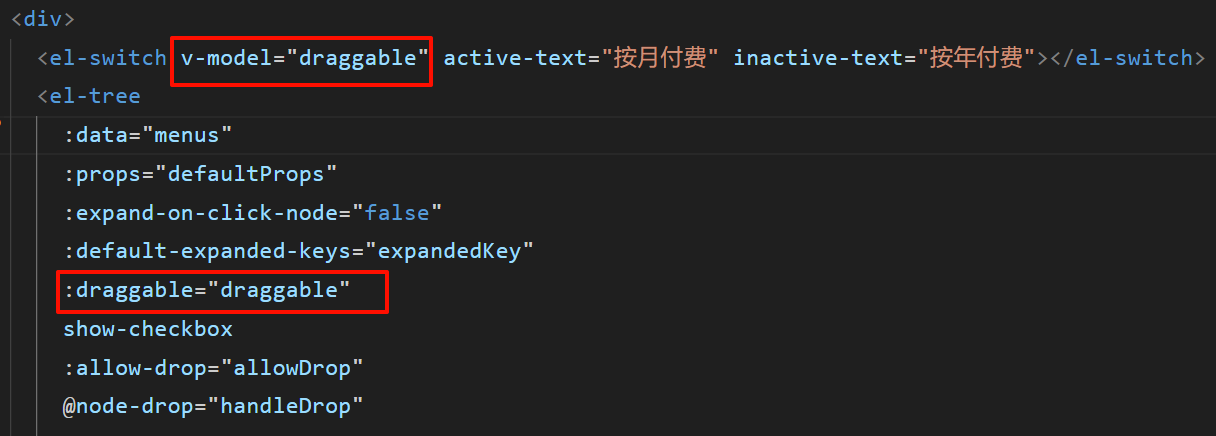 <div>
<el-switch v-model="draggable" active-text="按月付费" inactive-text="按年付费"></el-switch>
<el-tree
:data="menus"
:props="defaultProps"
:expand-on-click-node="false"
:default-expanded-keys="expandedKey"
:draggable="draggable"
show-checkbox
:allow-drop="allowDrop"
@node-drop="handleDrop"